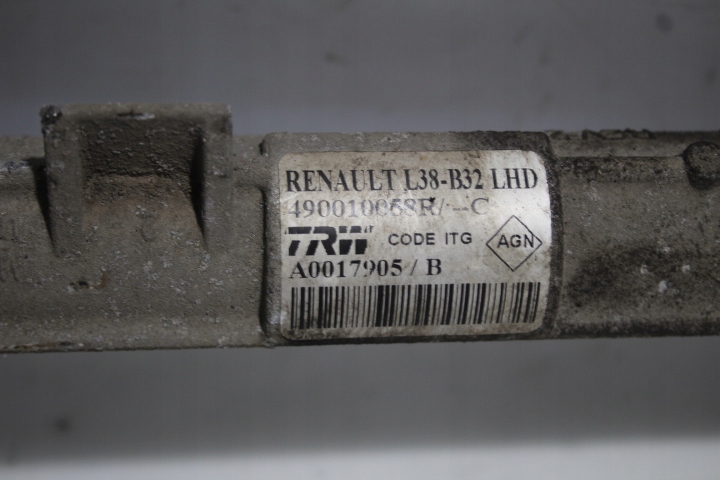 RENAULT L38-B32 LHD
490010068R/--C
TRW CODE ITG AGN
A0017905 / B